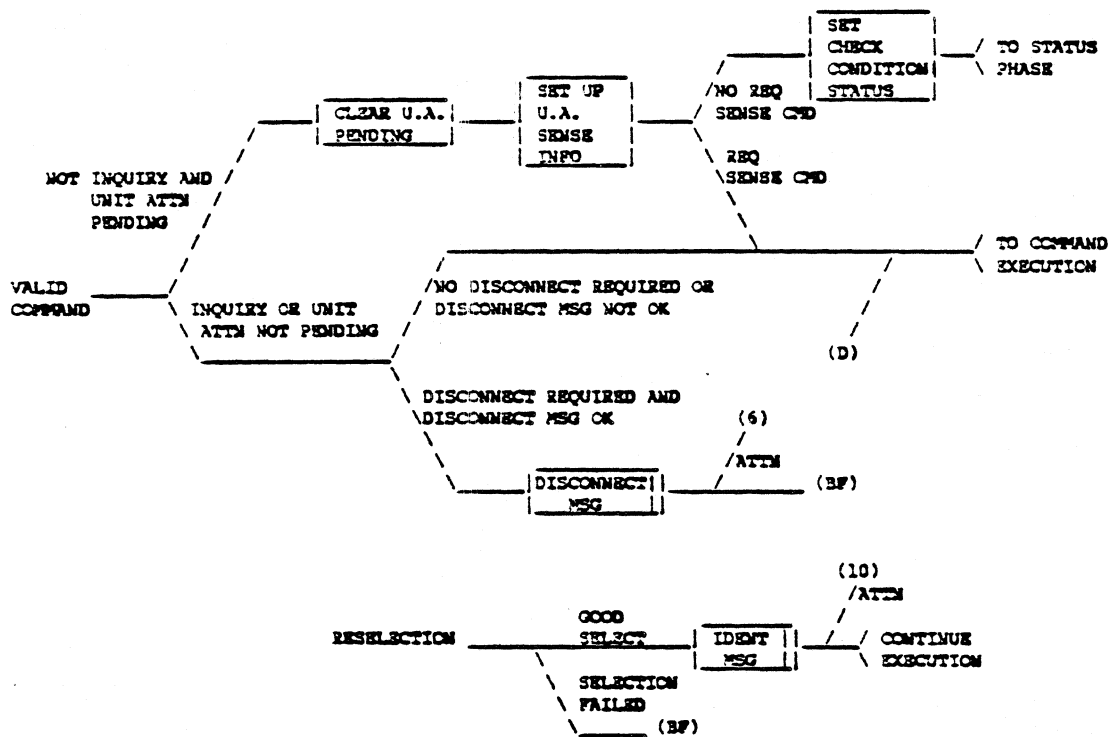 SET
CHECK
CONDITION
STATUS
TO STATUS
PHASE
NO REQ
SENSE CMD
CLEAR U.A.
PENDING
SET UP
U.A.
SENSE
INFO
REQ
SENSE CMD
NOT INQUIRY AND
UNIT ATTN
PENDING
TO COMMAND
EXECUTION
VALID
COMMAND
INQUIRY OR UNIT
ATTN NOT PENDING
NO DISCONNECT REQUIRED OR
DISCONNECT MSG NOT OK
(D)
DISCONNECT REQUIRED AND
DISCONNECT MSG OK
(6)
ATTN
DISCONNECT
MSG
(BF)
(10)
ATTN
RESELECTION
GOOD
SELECT
IDENT
MSG
CONTINUE
EXECUTION
SELECTION
FAILED
(BF)